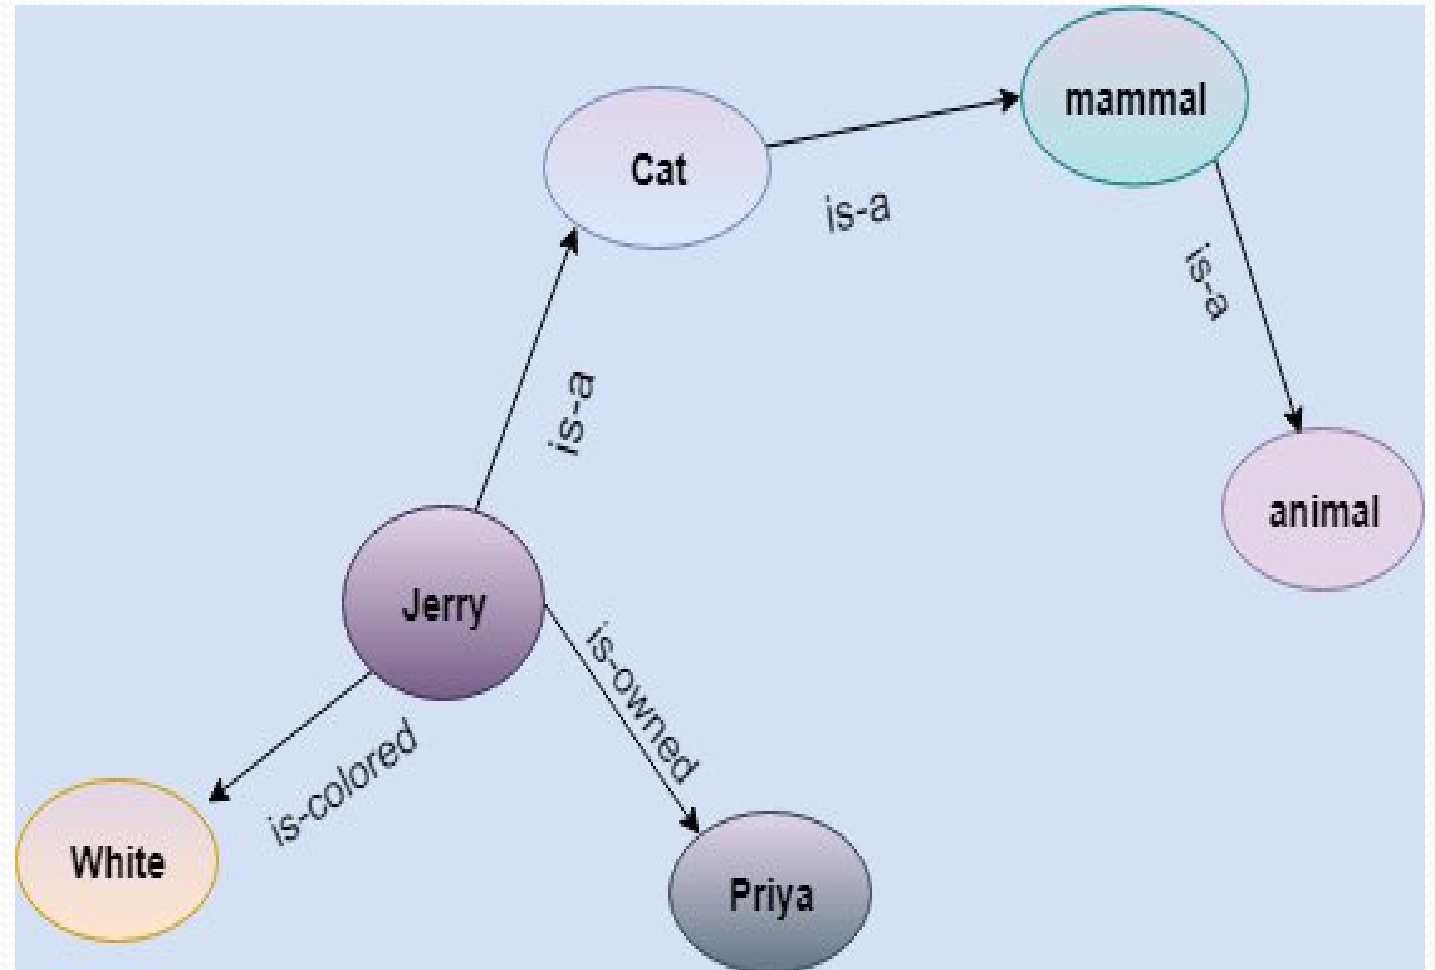 mammal
Cat
is-a
is-a
is-a
animal
Jerry
is-owned
is-colored
White
Priya